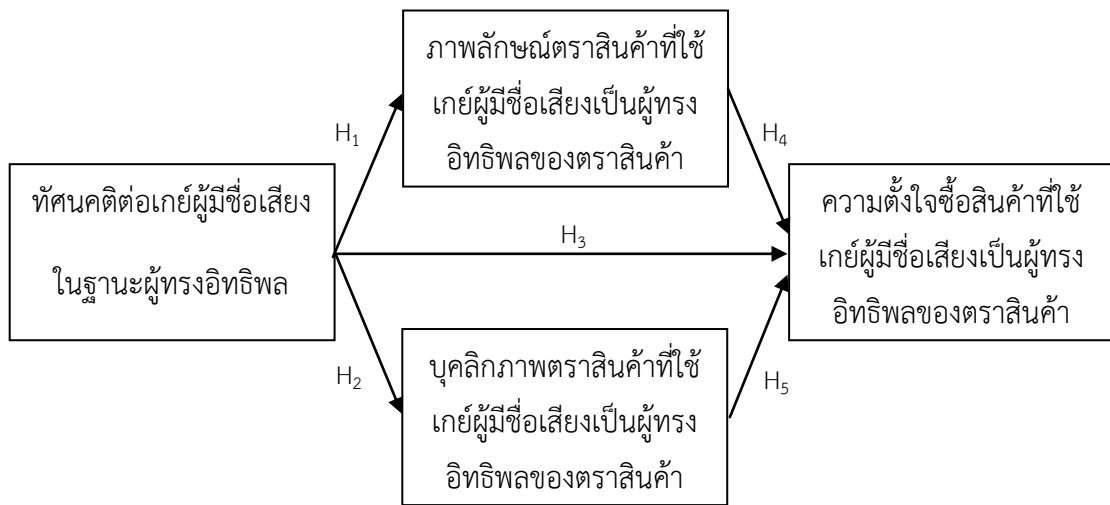 ภาพลักษณ์ตราสินค้าที่ใช้
เกย์ผู้มีชื่อเสียงเป็นผู้ทรง
อิทธิพลของตราสินค้า
H₁
H₄
ทัศนคติต่อเกย์ผู้มีชื่อเสียง
ในฐานะผู้ทรงอิทธิพล
H₃
ความตั้งใจซื้อสินค้าที่ใช้
เกย์ผู้มีชื่อเสียงเป็นผู้ทรง
อิทธิพลของตราสินค้า
H₂
H₅
บุคลิกภาพตราสินค้าที่ใช้
เกย์ผู้มีชื่อเสียงเป็นผู้ทรง
อิทธิพลของตราสินค้า